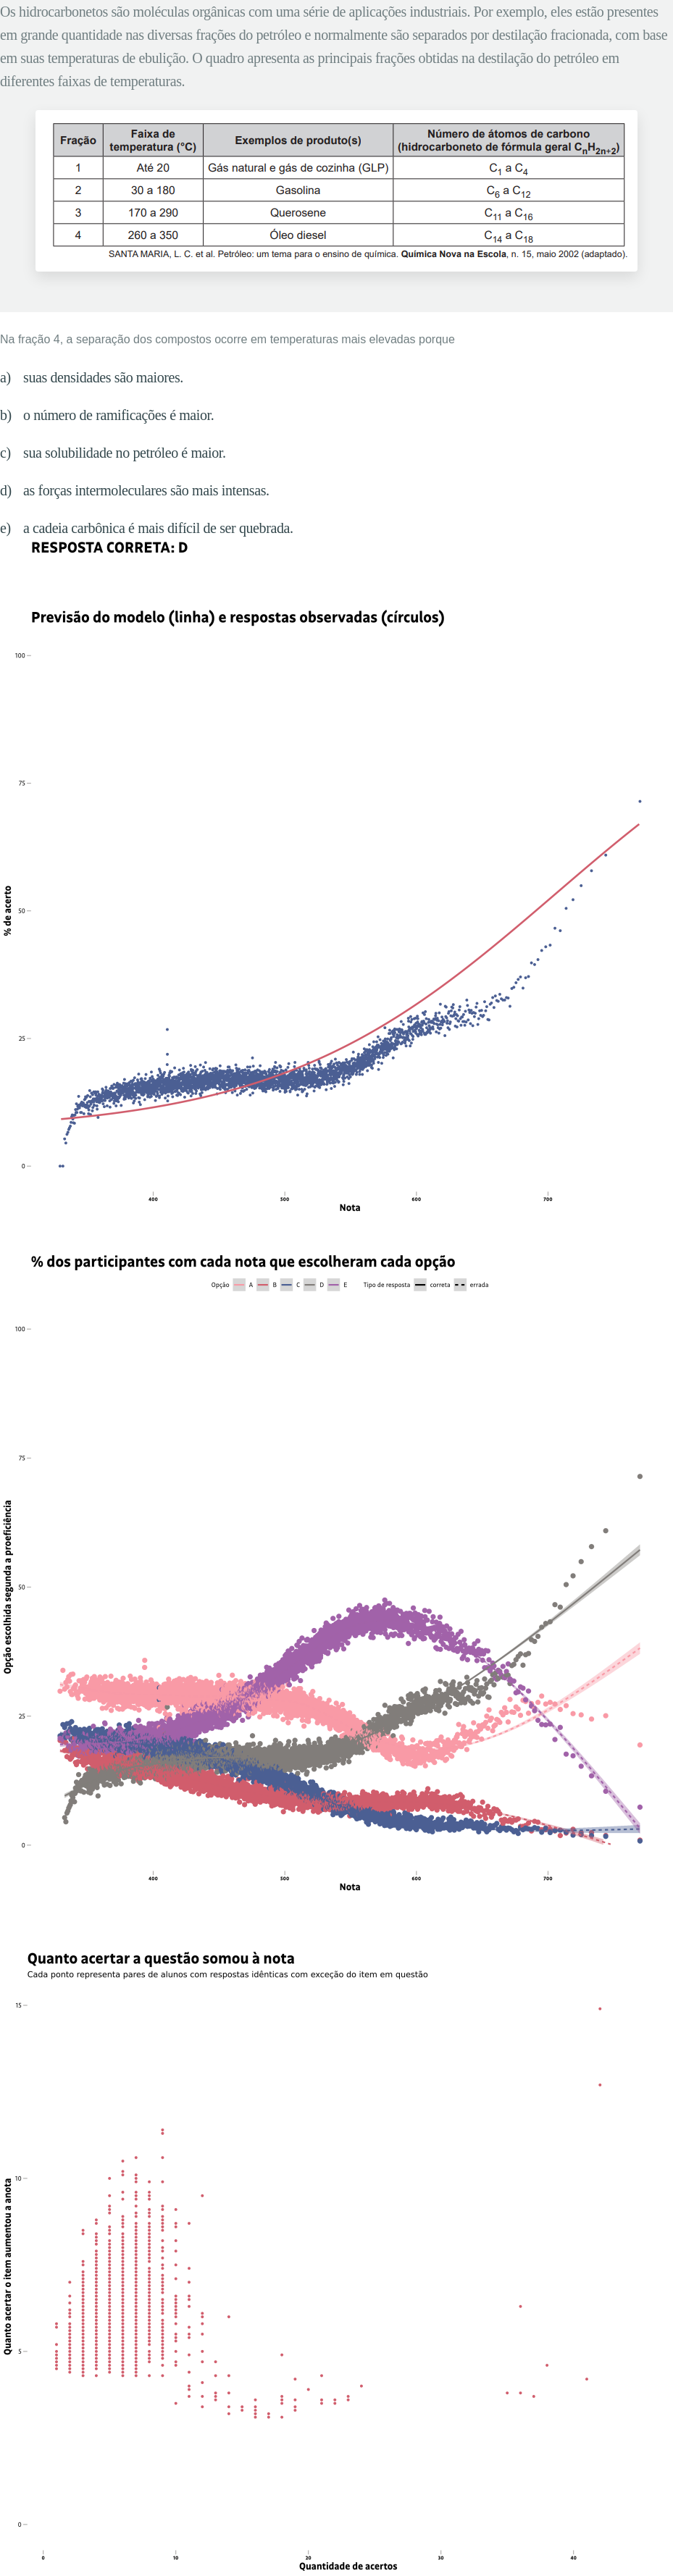 Os hidrocarbonetos são moléculas orgânicas com uma série de aplicações industriais. Por exemplo, eles estão presentes
em grande quantidade nas diversas frações do petróleo e normalmente são separados por destilação fracionada, com base
em suas temperaturas de ebulição. O quadro apresenta as principais frações obtidas na destilação do petróleo em
diferentes faixas de temperaturas.
Fração | Faixa de temperatura (°C) | Exemplos de produto(s) | Número de átomos de carbono (hidrocarboneto de fórmula geral CnH2n+2)
1 | Até 20 | Gás natural e gás de cozinha (GLP) | C1 a C4
2 | 30 a 180 | Gasolina | C6 a C12
3 | 170 a 290 | Querosene | C11 a C16
4 | 260 a 350 | Óleo diesel | C14 a C18
SANTA MARIA, L. C. et al. Petróleo: um tema para o ensino de química. Química Nova na Escola, n. 15, maio 2002 (adaptado).
Na fração 4, a separação dos compostos ocorre em temperaturas mais elevadas porque
a) suas densidades são maiores.
b) o número de ramificações é maior.
c) sua solubilidade no petróleo é maior.
d) as forças intermoleculares são mais intensas.
e) a cadeia carbônica é mais difícil de ser quebrada.
RESPOSTA CORRETA: D
Previsão do modelo (linha) e respostas observadas (círculos)
100
75
50
25
0
% de acerto
400 500 600 700
Nota
% dos participantes com cada nota que escolheram cada opção
Opção A B C D E Tipo de resposta correta errada
100
75
50
25
0
Opção escolhida segunda a proeficiência
400 500 600 700
Nota
Quanto acertar a questão somou à nota
Cada ponto representa pares de alunos com respostas idênticas com exceção do item em questão
15
10
5
0
Quanto acertar o item aumentou a anota
0 10 20 30 40
Quantidade de acertos